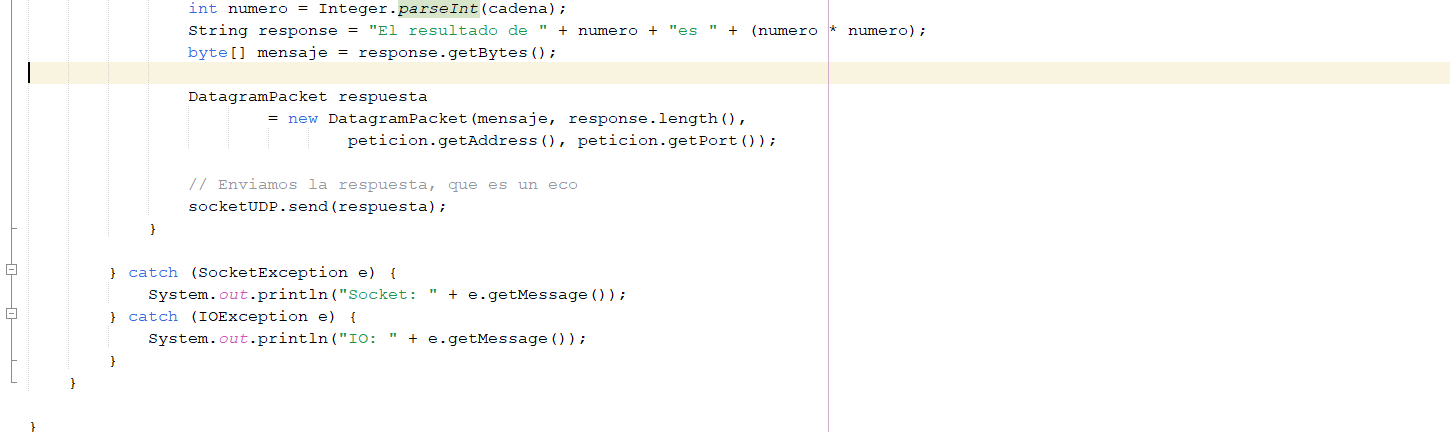 int numero = Integer.parseInt(cadena);
String response = "El resultado de " + numero + "es " + (numero * numero);
byte[] mensaje = response.getBytes();
DatagramPacket respuesta
= new DatagramPacket(mensaje, response.length(),
peticion.getAddress(), peticion.getPort());
// Enviamos la respuesta, que es un eco
socketUDP.send(respuesta);
}
} catch (SocketException e) {
System.out.println("Socket: " + e.getMessage());
} catch (IOException e) {
System.out.println("IO: " + e.getMessage());
}
}
}